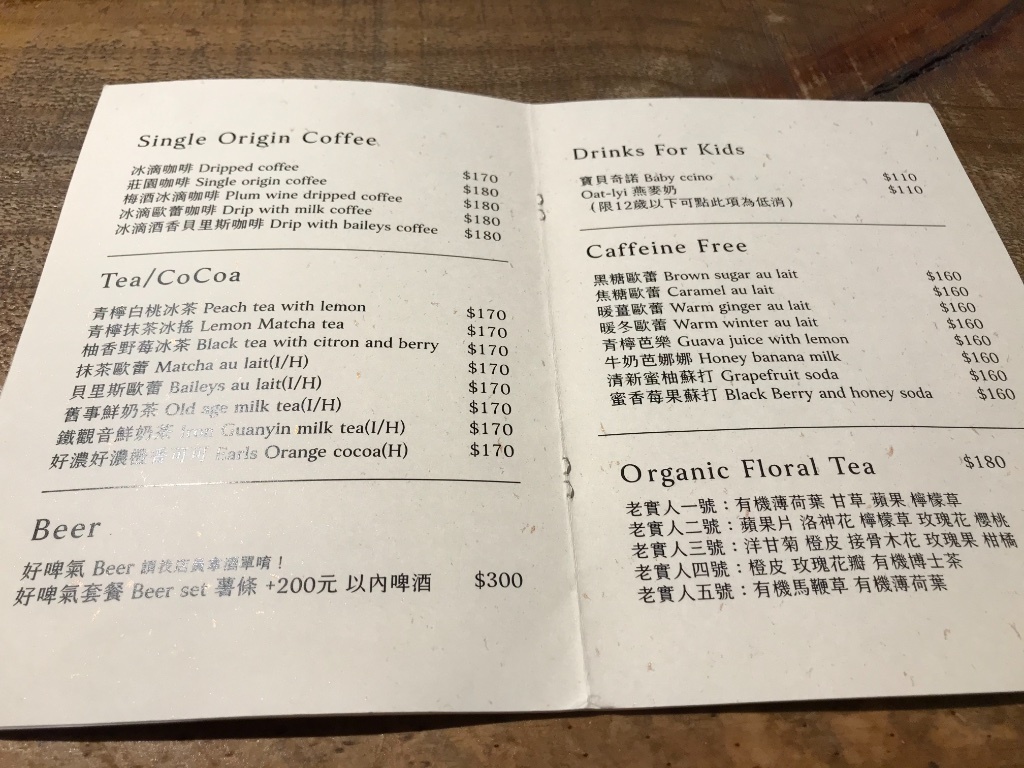 Single Origin Coffee
冰滴咖啡 Dripped coffee $170
莊園咖啡 Single origin coffee $180
梅酒冰滴咖啡 Plum wine dripped coffee $180
冰滴歐蕾咖啡 Drip with milk coffee $180
冰滴酒香貝里斯咖啡 Drip with baileys coffee $180
Tea/CoCoa
青檸白桃冰茶 Peach tea with lemon $170
青檸抹茶冰搖 Lemon Matcha tea $170
柚香野莓冰茶 Black tea with citron and berry $170
抹茶歐蕾 Matcha au lait(I/H) $170
貝里斯歐蕾 Baileys au lait(I/H) $170
舊事鮮奶茶 Old age milk tea(I/H) $170
鐵觀音鮮奶茶 Guanyin milk tea(I/H) $170
好濃好濃 Earls Orange cocoa(H) $170
Beer
好啤氣 Beer 單唷！
好啤氣套餐 Beer set 薯條 +200元 以內啤酒 $300
Drinks For Kids
寶貝奇諾 Baby ccino $110
Oat-lyi 燕麥奶 $110
（限12歲以下可點此項為低消）
Caffeine Free
黑糖歐蕾 Brown sugar au lait $160
焦糖歐蕾 Caramel au lait $160
暖薑歐蕾 Warm ginger au lait $160
暖冬歐蕾 Warm winter au lait $160
青檸芭樂 Guava juice with lemon $160
牛奶芭娜娜 Honey banana milk $160
清新蜜柚蘇打 Grapefruit soda $160
蜜香莓果蘇打 Black Berry and honey soda $160
Organic Floral Tea $180
老實人一號：有機薄荷葉 甘草 蘋果 檸檬草
老實人二號：蘋果片 洛神花 檸檬草 玫瑰花 櫻桃
老實人三號：洋甘菊 橙皮 接骨木花 玫瑰果 柑橘
老實人四號：橙皮 玫瑰花瓣 有機博士茶
老實人五號：有機馬鞭草 有機薄荷葉